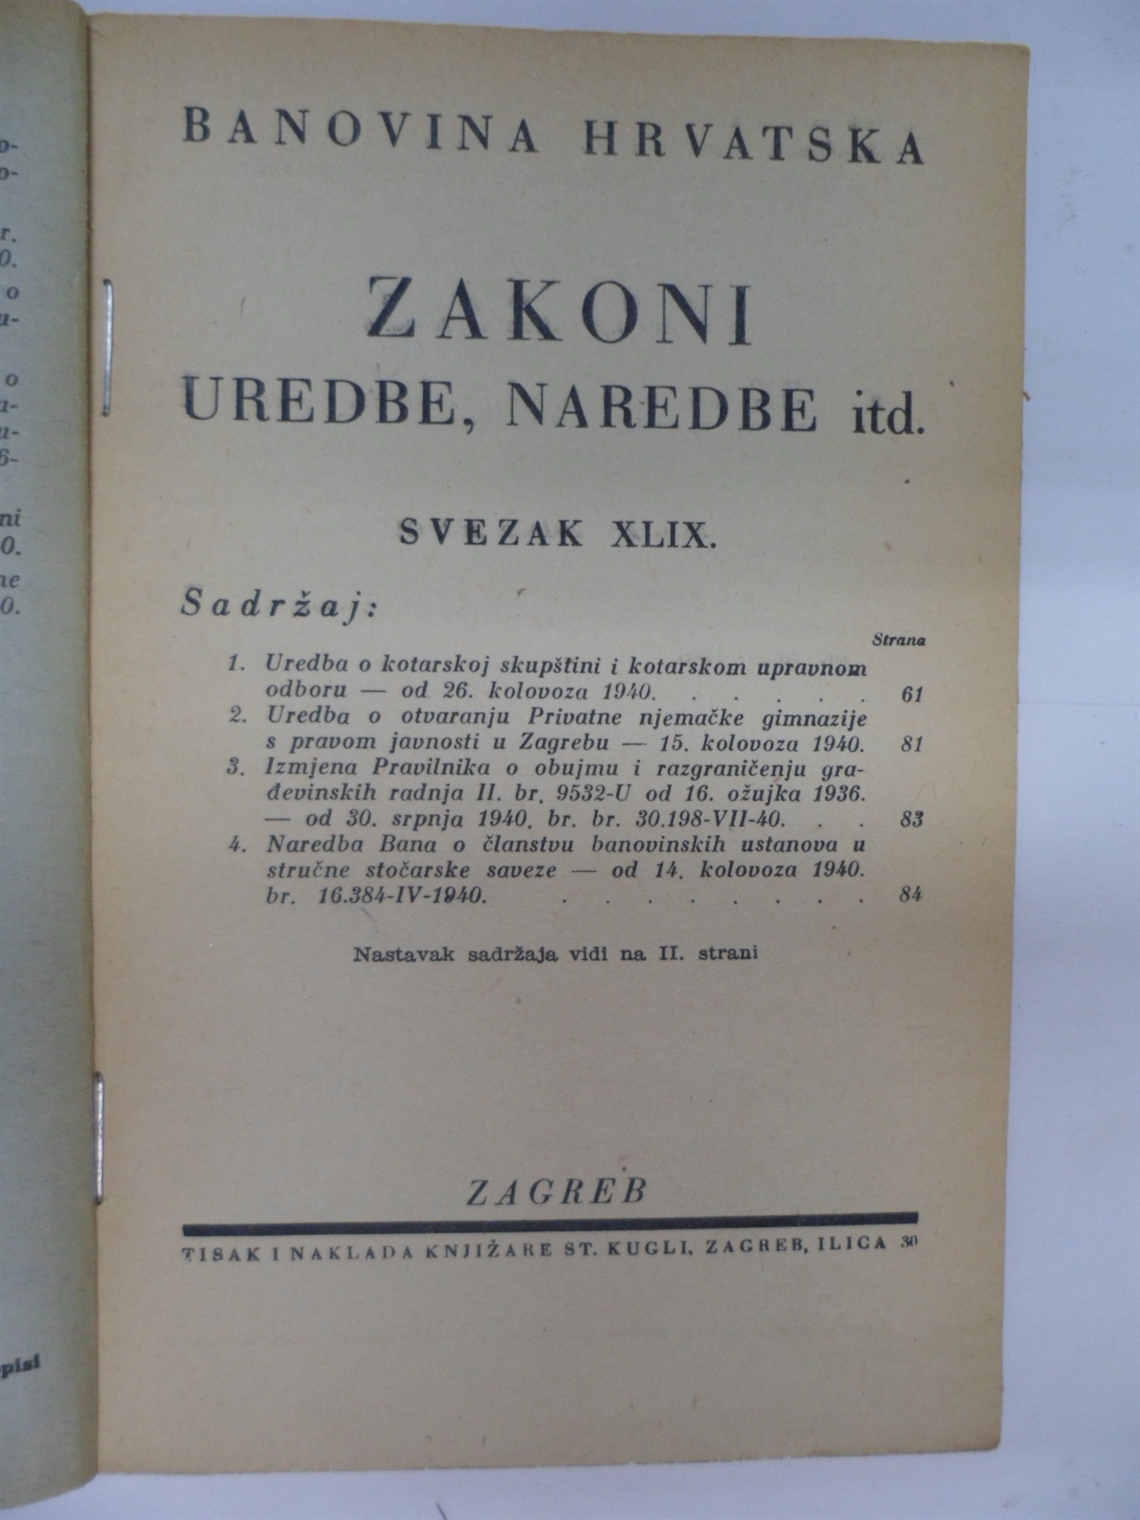 BANOVINA HRVATSKA
ZAKONI
UREDBE, NAREDBE itd.
SVEZAK XLIX.
Sadržaj:
Strana
1. Uredba o kotarskoj skupštini i kotarskom upravnom
odboru — od 26. kolovoza 1940. . . . . . 61
2. Uredba o otvaranju Privatne njemačke gimnazije
s pravom javnosti u Zagrebu — 15. kolovoza 1940. 81
3. Izmjena Pravilnika o obujmu i razgraničenju gra-
đevinskih radnja II. br. 9532-U od 16. ožujka 1936.
— od 30. srpnja 1940. br. br. 30.198-VII-40. . . 83
4. Naredba Bana o članstvu banovinskih ustanova u
stručne stočarske saveze — od 14. kolovoza 1940.
br. 16.384-IV-1940. . . . . . . . . 84
Nastavak sadržaja vidi na II. strani
ZAGREB
TISAK I NAKLADA KNJIŽARE ST. KUGLI, ZAGREB, ILICA 30